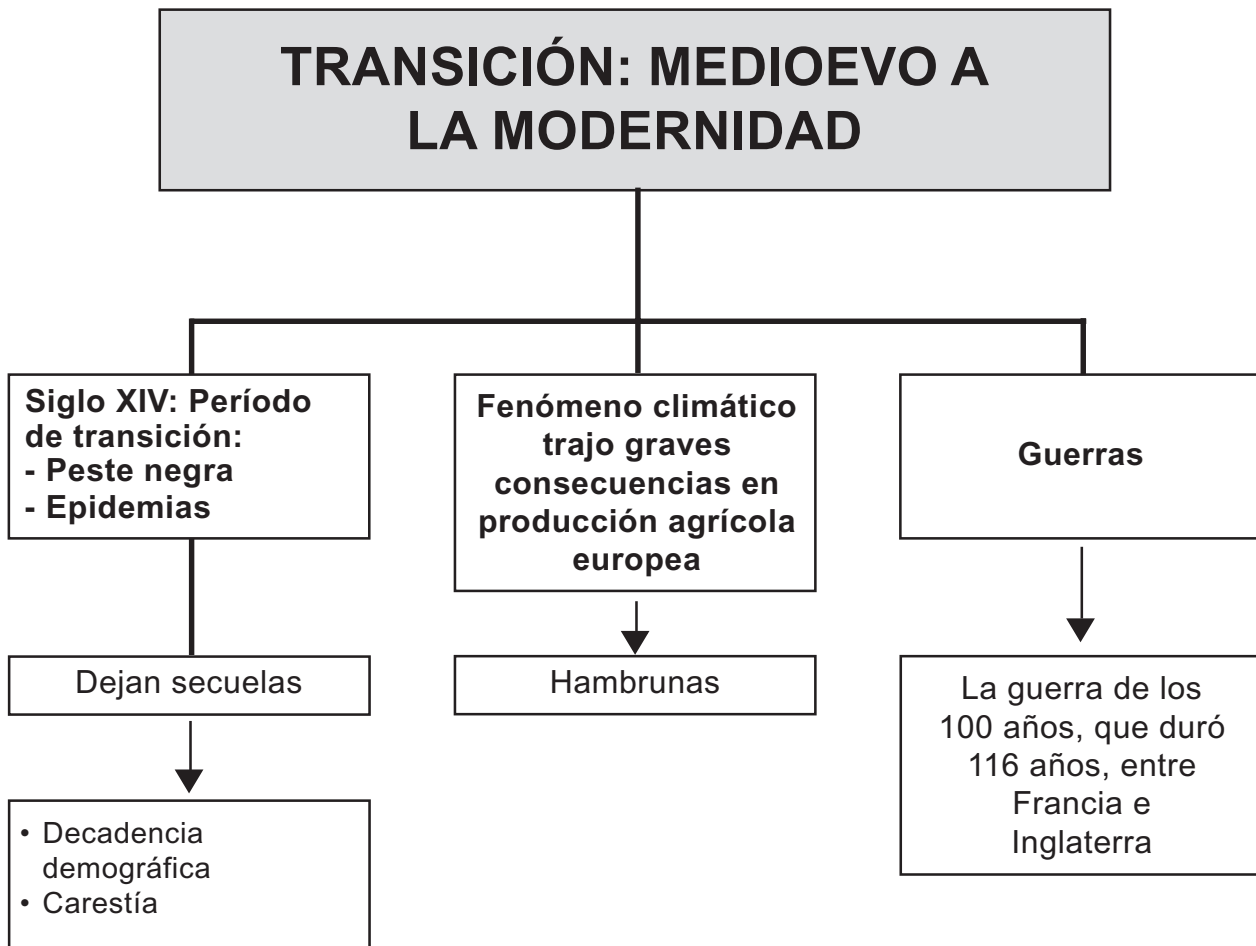 TRANSICIÓN: MEDIOEVO A
LA MODERNIDAD
Siglo XIV: Período
de transición:
- Peste negra
- Epidemias
Dejan secuelas
• Decadencia
demográfica
• Carestía
Fenómeno climático
trajo graves
consecuencias en
producción agrícola
europea
Hambrunas
Guerras
La guerra de los
100 años, que duró
116 años, entre
Francia e
Inglaterra